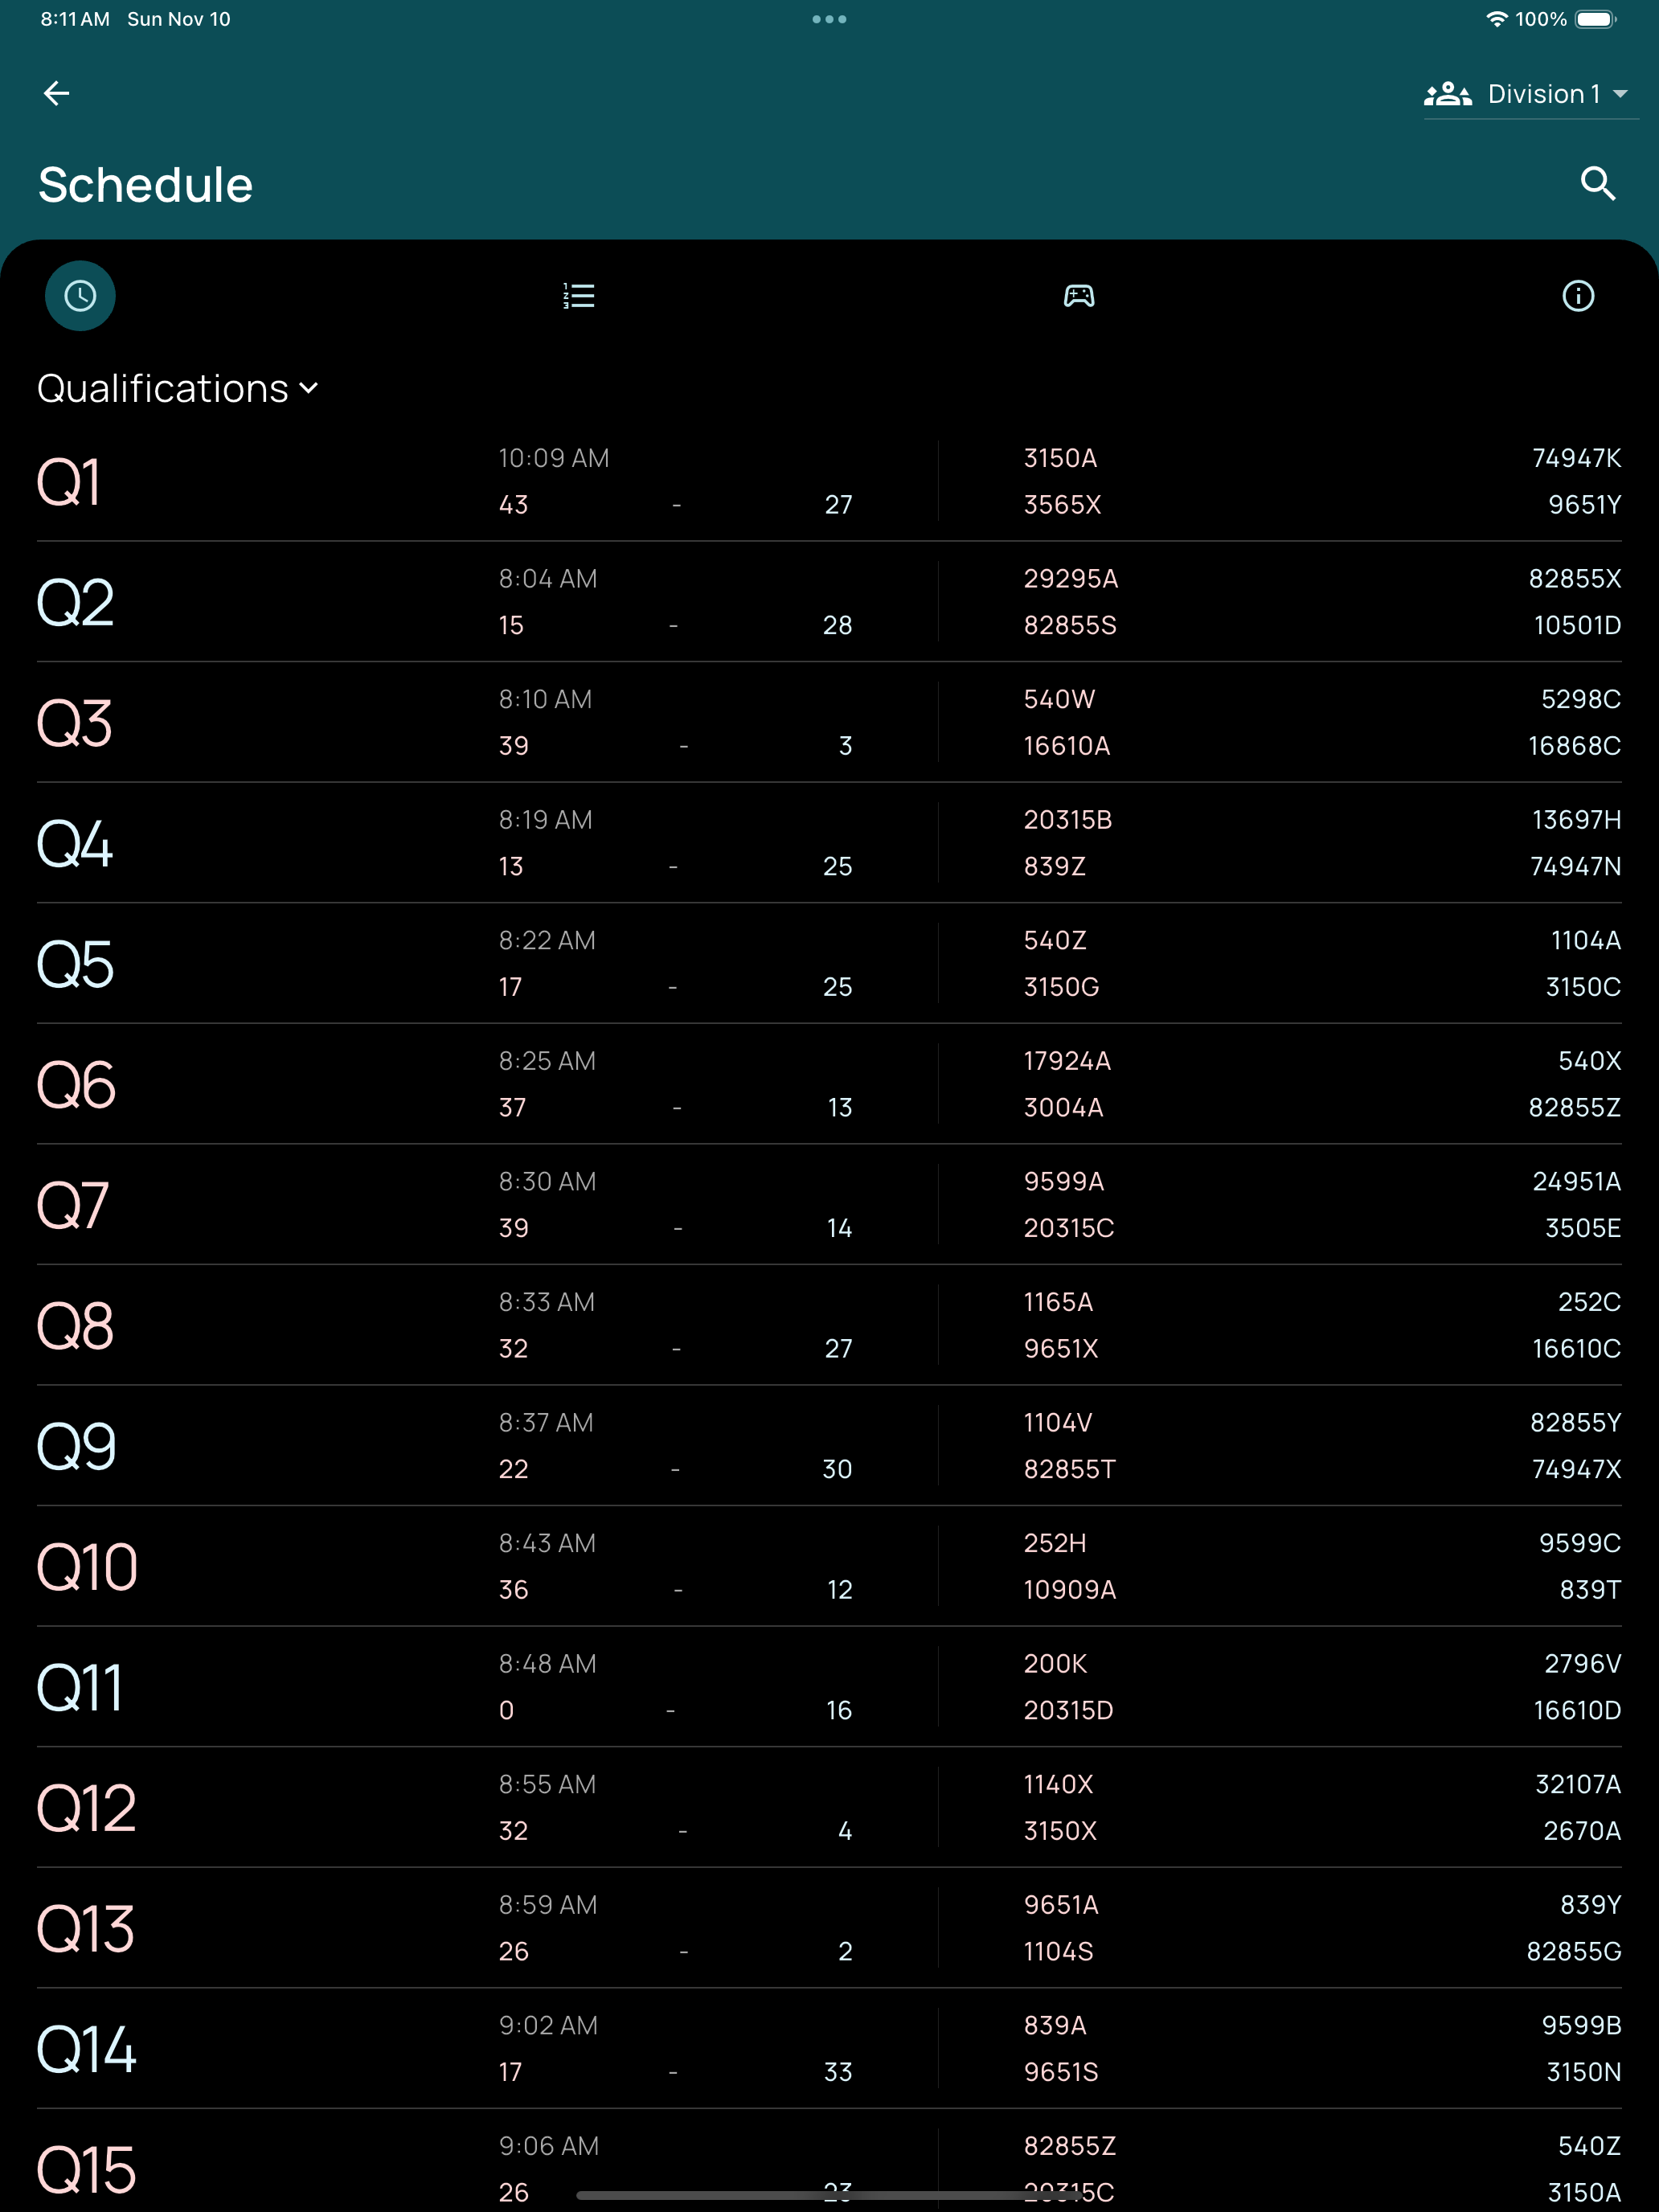 8:11 AM Sun Nov 10 100%
Division 1
Schedule
Qualifications
Q1
10:09 AM
43 - 27
3150A 74947K
3565X 9651Y
Q2
8:04 AM
15 - 28
29295A 82855X
82855S 10501D
Q3
8:10 AM
39 - 3
540W 5298C
16610A 16868C
Q4
8:19 AM
13 - 25
20315B 13697H
839Z 74947N
Q5
8:22 AM
17 - 25
540Z 1104A
3150G 3150C
Q6
8:25 AM
37 - 13
17924A 540X
3004A 82855Z
Q7
8:30 AM
39 - 14
9599A 24951A
20315C 3505E
Q8
8:33 AM
32 - 27
1165A 252C
9651X 16610C
Q9
8:37 AM
22 - 30
1104V 82855Y
82855T 74947X
Q10
8:43 AM
36 - 12
252H 9599C
10909A 839T
Q11
8:48 AM
0 - 16
200K 2796V
20315D 16610D
Q12
8:55 AM
32 - 4
1140X 32107A
3150X 2670A
Q13
8:59 AM
26 - 2
9651A 839Y
1104S 82855G
Q14
9:02 AM
17 - 33
839A 9599B
9651S 3150N
Q15
9:06 AM
26 23
82855Z 540Z
20315C 3150A